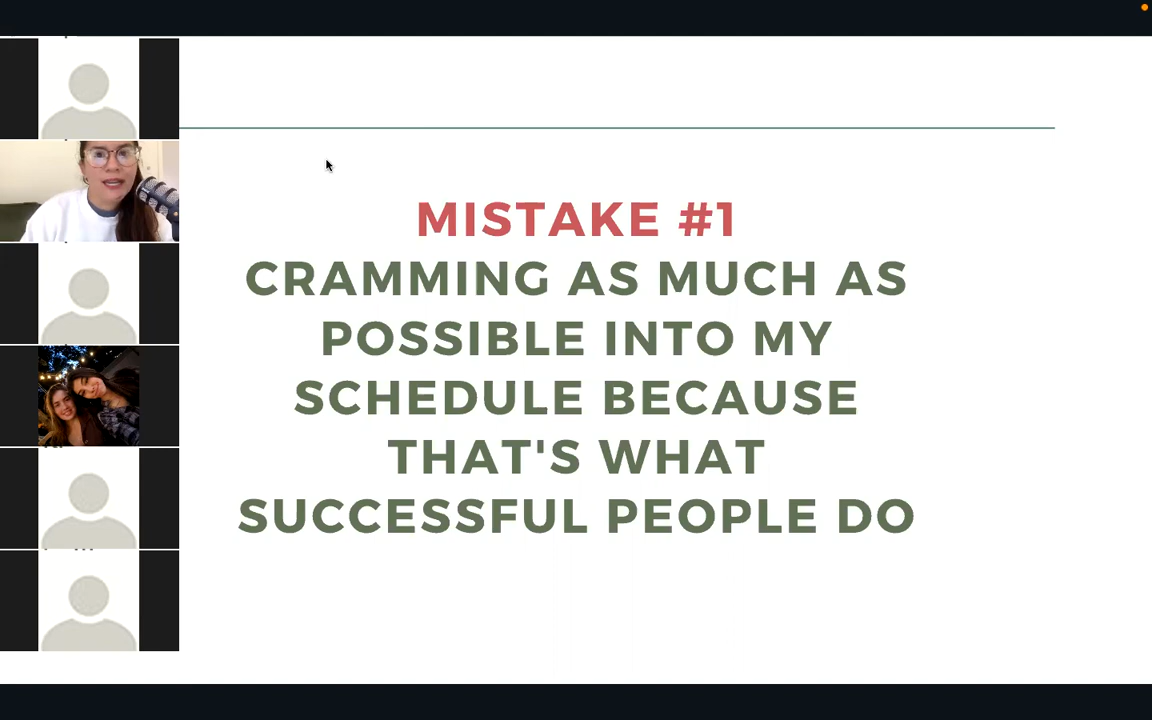 MISTAKE #1
CRAMMING AS MUCH AS
POSSIBLE INTO MY
SCHEDULE BECAUSE
THAT'S WHAT
SUCCESSFUL PEOPLE DO